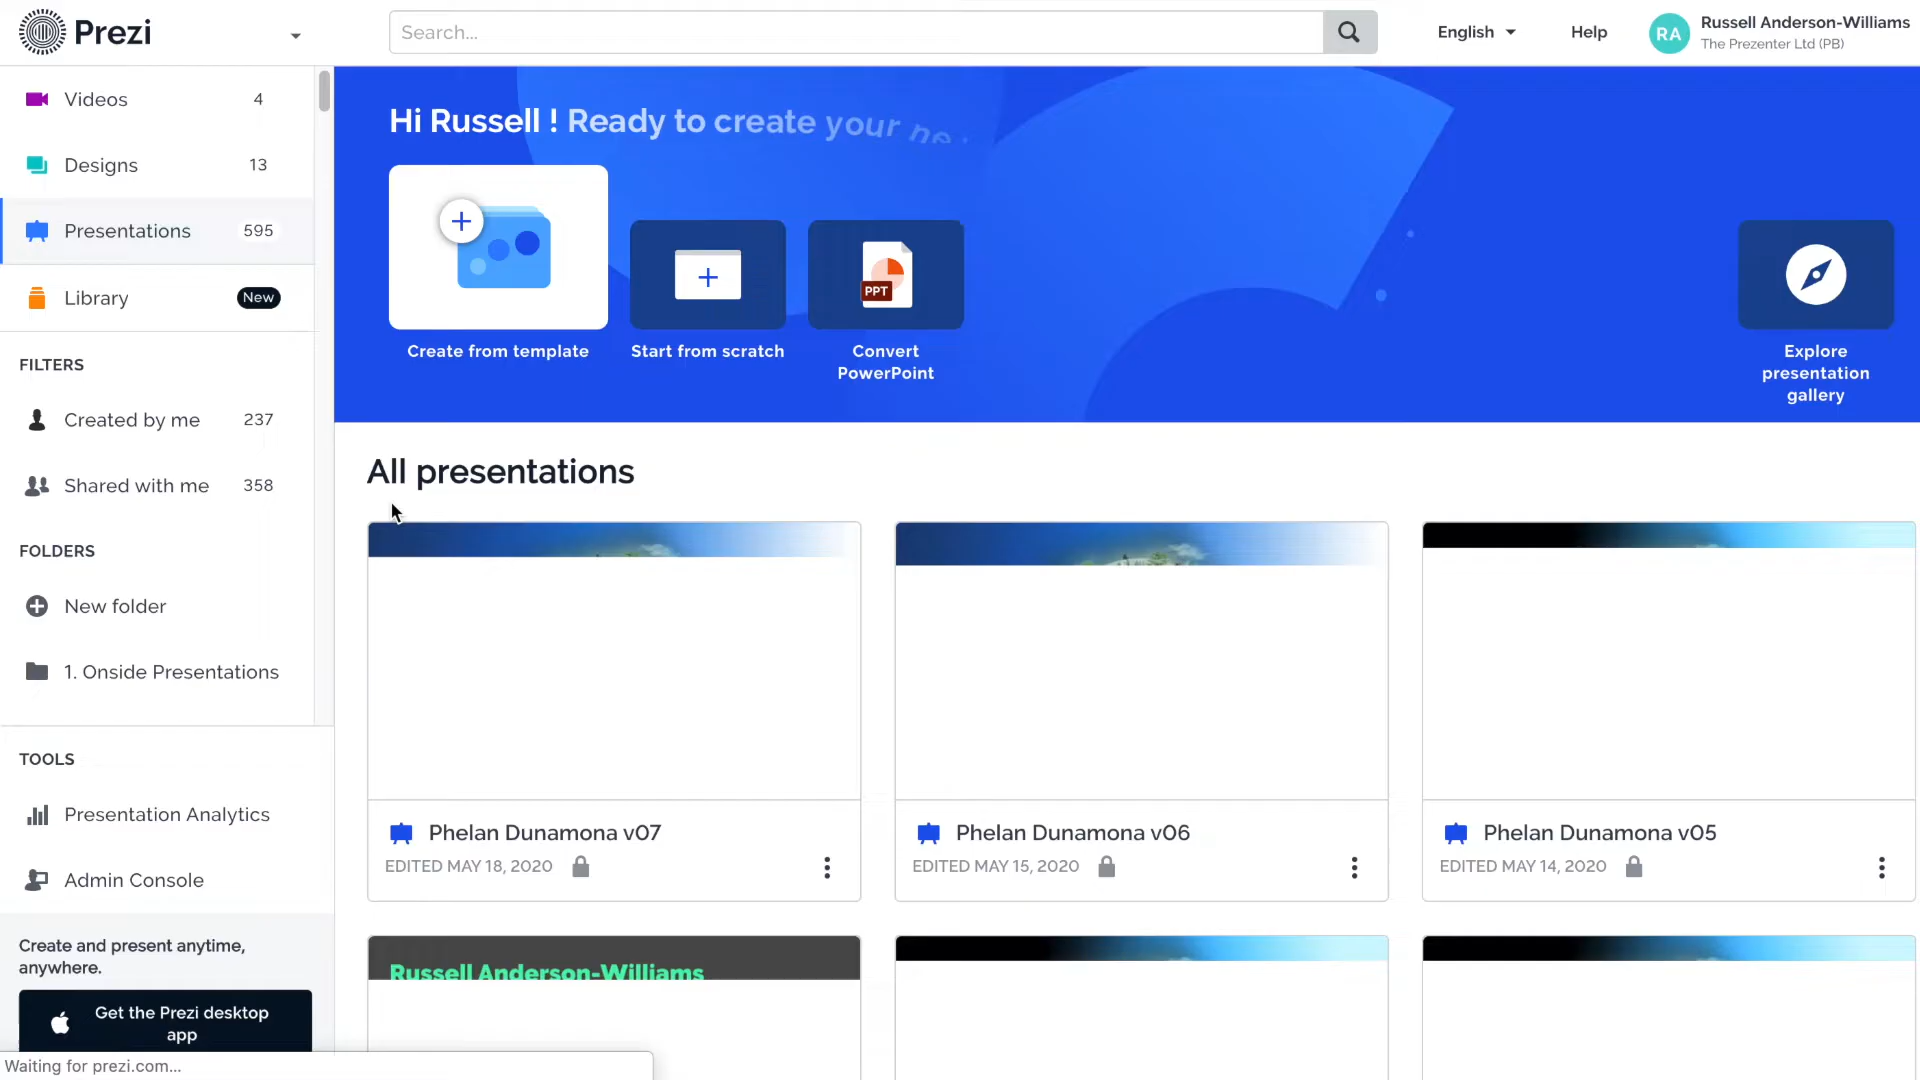 Prezi
Search...
English
Help
RA
Russell Anderson-Williams
The Prezenter Ltd (PB)
Videos 4
Designs 13
Presentations 595
Library New
FILTERS
Created by me 237
Shared with me 358
FOLDERS
New folder
1. Onside Presentations
TOOLS
Presentation Analytics
Admin Console
Create and present anytime,
anywhere.
Get the Prezi desktop
app
Waiting for prezi.com...
Hi Russell ! Ready to create your ne
Create from template
Start from scratch
PPT
Convert
PowerPoint
Explore
presentation
gallery
All presentations
Phelan Dunamona v07
EDITED MAY 18, 2020
Phelan Dunamona v06
EDITED MAY 15, 2020
Phelan Dunamona v05
EDITED MAY 14, 2020
Russell Anderson-Williams